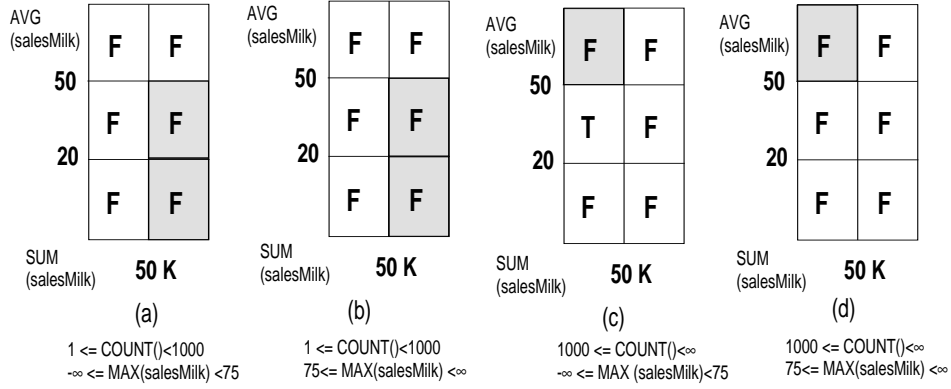 AVG
(salesMilk)
F F
50
F F
20
F F
SUM
(salesMilk)
50 K
(a)
1 <= COUNT()<1000
-∞ <= MAX(salesMilk) <75
AVG
(salesMilk)
F F
50
F F
20
F F
SUM
(salesMilk)
50 K
(b)
1 <= COUNT()<1000
75<= MAX(salesMilk) <∞
AVG
(salesMilk)
F F
50
T F
20
F F
SUM
(salesMilk)
50 K
(c)
1000 <= COUNT()<∞
-∞ <= MAX (salesMilk)<75
AVG
(salesMilk)
F F
50
F F
20
F F
SUM
(salesMilk)
50 K
(d)
1000 <= COUNT()<∞
75<= MAX(salesMilk) <∞